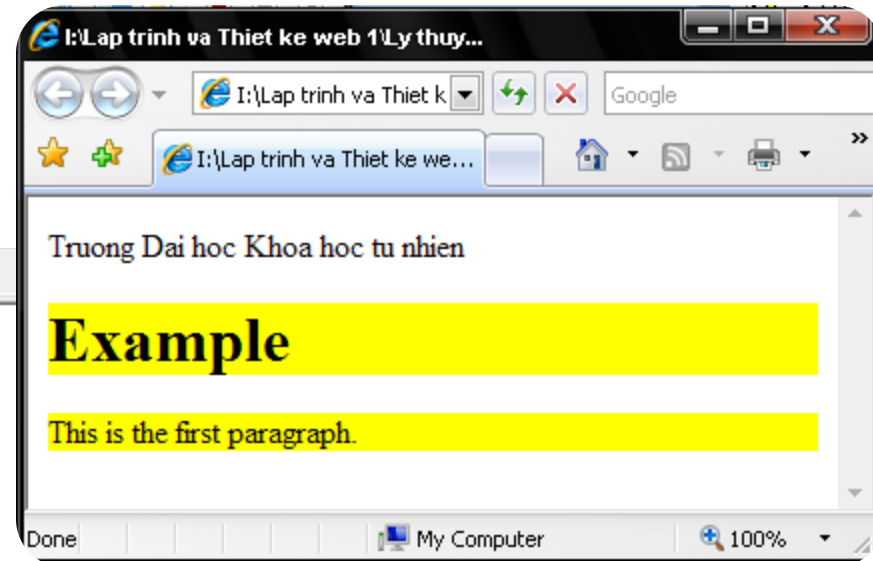 I:\Lap trinh va Thiet ke web 1\Ly thuy...
I:\Lap trinh va Thiet k
Google
I:\Lap trinh va Thiet ke we...
»
Truong Dai hoc Khoa hoc tu nhien
Example
This is the first paragraph.
Done
My Computer
100%